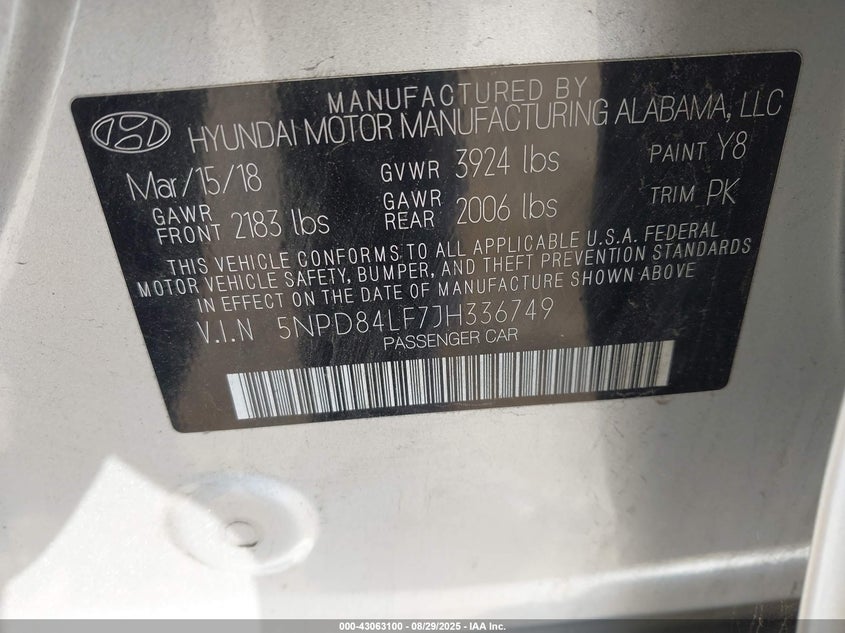 MANUFACTURED BY
HYUNDAI MOTOR MANUFACTURING ALABAMA, LLC
Mar/15/18 GVWR 3924 lbs PAINT Y8
GAWR FRONT 2183 lbs GAWR REAR 2006 lbs TRIM PK
THIS VEHICLE CONFORMS TO ALL APPLICABLE U.S.A. FEDERAL
MOTOR VEHICLE SAFETY, BUMPER, AND THEFT PREVENTION STANDARDS
IN EFFECT ON THE DATE OF MANUFACTURE SHOWN ABOVE
V.I.N 5NPD84LF7JH336749
PASSENGER CAR
000-43063100 - 08/29/2025 - IAA Inc.